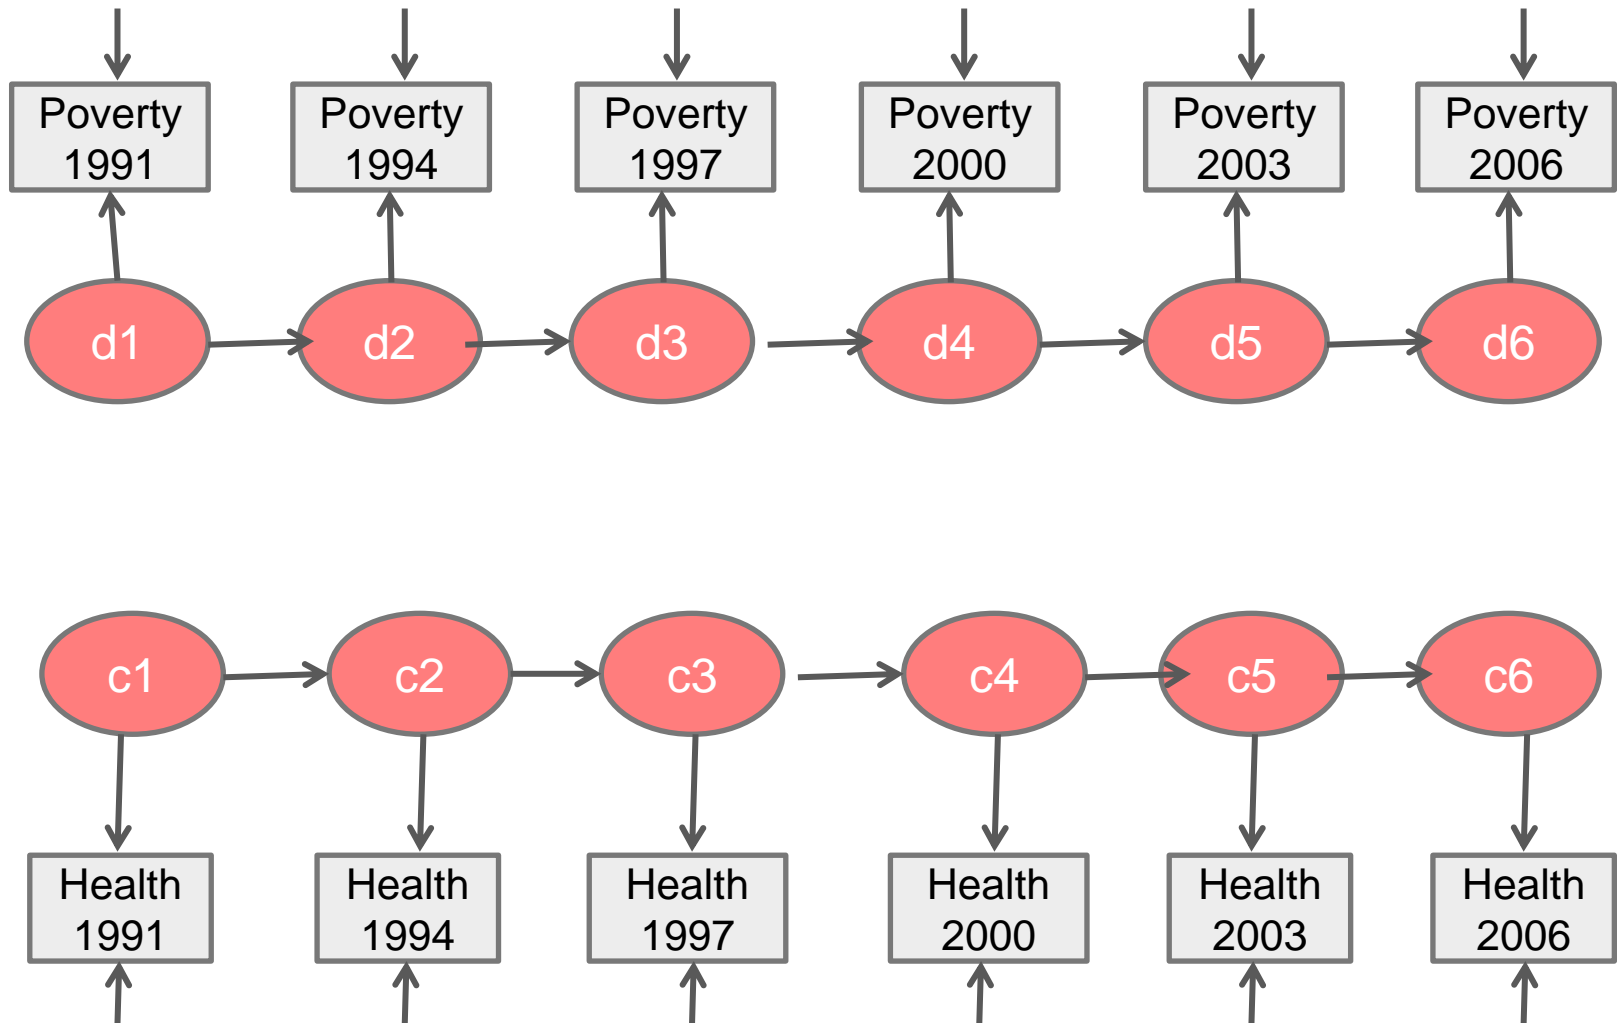 Poverty
1991
Poverty
1994
Poverty
1997
Poverty
2000
Poverty
2003
Poverty
2006
d1
d2
d3
d4
d5
d6
c1
c2
c3
c4
c5
c6
Health
1991
Health
1994
Health
1997
Health
2000
Health
2003
Health
2006